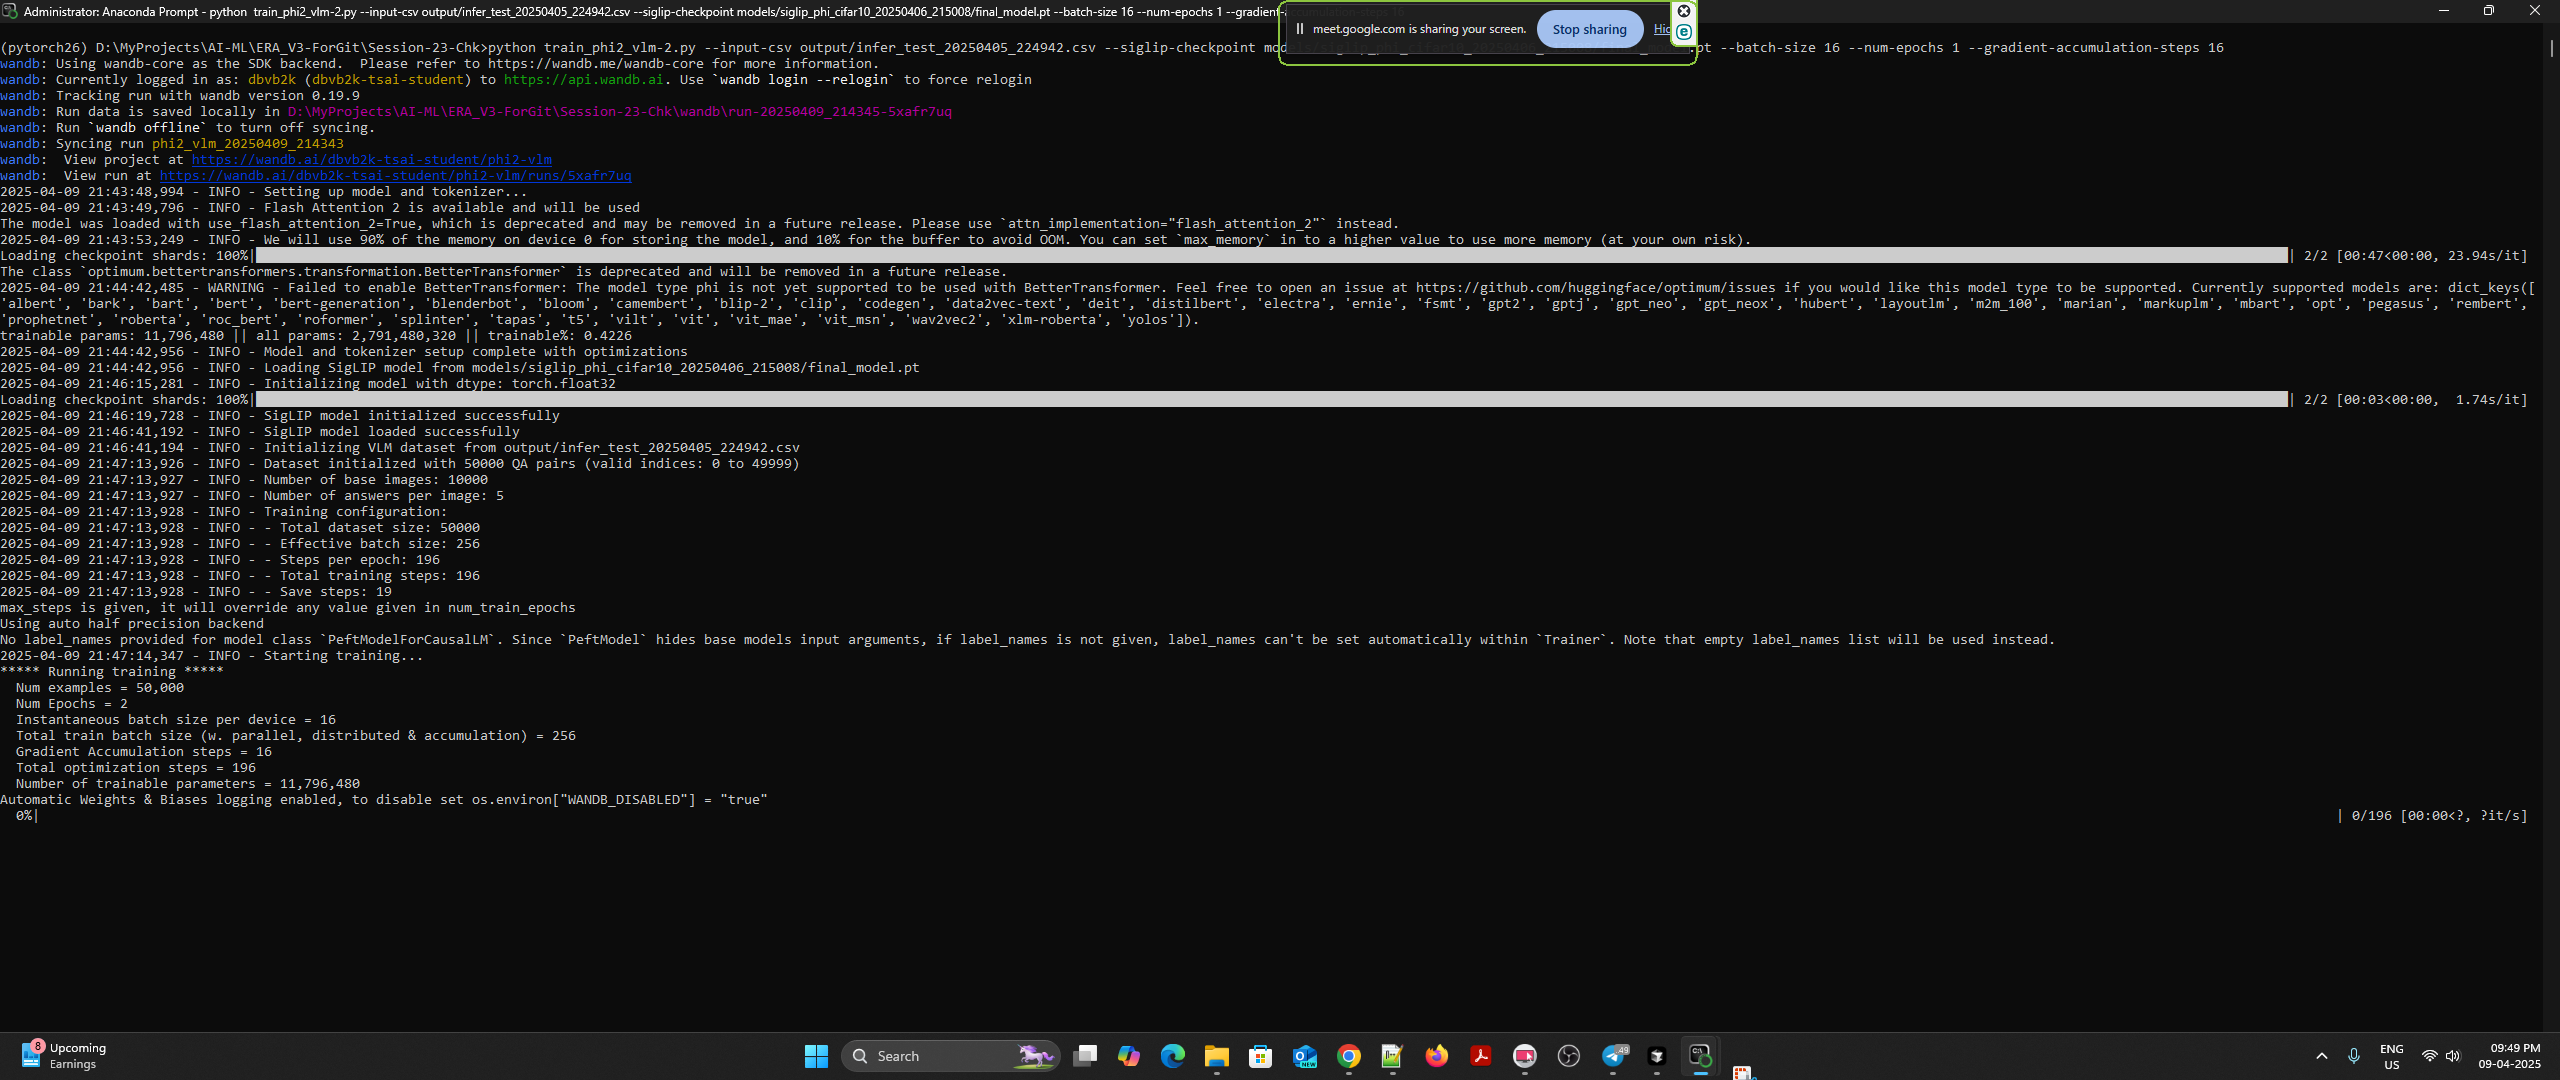 Administrator: Anaconda Prompt - python  train_phi2_vlm-2.py --input-csv output/infer_test_20250405_224942.csv --siglip-checkpoint models/siglip_phi_cifar10_20250406_215008/final_model.pt --batch-size 16 --num-epochs 1 --gradient-accumulation-steps 16
meet.google.com is sharing your screen. Stop sharing Hid
(pytorch26) D:\MyProjects\AI-ML\ERA_V3-ForGit\Session-23-Chk>python train_phi2_vlm-2.py --input-csv output/infer_test_20250405_224942.csv --siglip-checkpoint models/siglip_phi_cifar10_20250406_215008/final_model.pt --batch-size 16 --num-epochs 1 --gradient-accumulation-steps 16
wandb: Using wandb-core as the SDK backend.  Please refer to https://wandb.me/wandb-core for more information.
wandb: Currently logged in as: dbvb2k (dbvb2k-tsai-student) to https://api.wandb.ai. Use `wandb login --relogin` to force relogin
wandb: Tracking run with wandb version 0.19.9
wandb: Run data is saved locally in D:\MyProjects\AI-ML\ERA_V3-ForGit\Session-23-Chk\wandb\run-20250409_214345-5xafr7uq
wandb: Run `wandb offline` to turn off syncing.
wandb: Syncing run phi2_vlm_20250409_214343
wandb:  View project at https://wandb.ai/dbvb2k-tsai-student/phi2-vlm
wandb:  View run at https://wandb.ai/dbvb2k-tsai-student/phi2-vlm/runs/5xafr7uq
2025-04-09 21:43:48,994 - INFO - Setting up model and tokenizer...
2025-04-09 21:43:49,796 - INFO - Flash Attention 2 is available and will be used
The model was loaded with use_flash_attention_2=True, which is deprecated and may be removed in a future release. Please use `attn_implementation="flash_attention_2"` instead.
2025-04-09 21:43:53,249 - INFO - We will use 90% of the memory on device 0 for storing the model, and 10% for the buffer to avoid OOM. You can set `max_memory` in to a higher value to use more memory (at your own risk).
Loading checkpoint shards: 100%| | 2/2 [00:47<00:00, 23.94s/it]
The class `optimum.bettertransformers.transformation.BetterTransformer` is deprecated and will be removed in a future release.
2025-04-09 21:44:42,485 - WARNING - Failed to enable BetterTransformer: The model type phi is not yet supported to be used with BetterTransformer. Feel free to open an issue at https://github.com/huggingface/optimum/issues if you would like this model type to be supported. Currently supported models are: dict_keys([
'albert', 'bark', 'bart', 'bert', 'bert-generation', 'blenderbot', 'bloom', 'camembert', 'blip-2', 'clip', 'codegen', 'data2vec-text', 'deit', 'distilbert', 'electra', 'ernie', 'fsmt', 'gpt2', 'gptj', 'gpt_neo', 'gpt_neox', 'hubert', 'layoutlm', 'm2m_100', 'marian', 'markuplm', 'mbart', 'opt', 'pegasus', 'rembert',
'prophetnet', 'roberta', 'roc_bert', 'roformer', 'splinter', 'tapas', 't5', 'vilt', 'vit', 'vit_mae', 'vit_msn', 'wav2vec2', 'xlm-roberta', 'yolos']).
trainable params: 11,796,480 || all params: 2,791,480,320 || trainable%: 0.4226
2025-04-09 21:44:42,956 - INFO - Model and tokenizer setup complete with optimizations
2025-04-09 21:44:42,956 - INFO - Loading SigLIP model from models/siglip_phi_cifar10_20250406_215008/final_model.pt
2025-04-09 21:46:15,281 - INFO - Initializing model with dtype: torch.float32
Loading checkpoint shards: 100%| | 2/2 [00:03<00:00,  1.74s/it]
2025-04-09 21:46:19,728 - INFO - SigLIP model initialized successfully
2025-04-09 21:46:41,192 - INFO - SigLIP model loaded successfully
2025-04-09 21:46:41,194 - INFO - Initializing VLM dataset from output/infer_test_20250405_224942.csv
2025-04-09 21:47:13,926 - INFO - Dataset initialized with 50000 QA pairs (valid indices: 0 to 49999)
2025-04-09 21:47:13,927 - INFO - Number of base images: 10000
2025-04-09 21:47:13,927 - INFO - Number of answers per image: 5
2025-04-09 21:47:13,928 - INFO - Training configuration:
2025-04-09 21:47:13,928 - INFO - - Total dataset size: 50000
2025-04-09 21:47:13,928 - INFO - - Effective batch size: 256
2025-04-09 21:47:13,928 - INFO - - Steps per epoch: 196
2025-04-09 21:47:13,928 - INFO - - Total training steps: 196
2025-04-09 21:47:13,928 - INFO - - Save steps: 19
max_steps is given, it will override any value given in num_train_epochs
Using auto half precision backend
No label_names provided for model class `PeftModelForCausalLM`. Since `PeftModel` hides base models input arguments, if label_names is not given, label_names can't be set automatically within `Trainer`. Note that empty label_names list will be used instead.
2025-04-09 21:47:14,347 - INFO - Starting training...
***** Running training *****
  Num examples = 50,000
  Num Epochs = 2
  Instantaneous batch size per device = 16
  Total train batch size (w. parallel, distributed & accumulation) = 256
  Gradient Accumulation steps = 16
  Total optimization steps = 196
  Number of trainable parameters = 11,796,480
Automatic Weights & Biases logging enabled, to disable set os.environ["WANDB_DISABLED"] = "true"
  0%| | 0/196 [00:00<?, ?it/s]
8
Upcoming
Earnings
Search
NEW
49
ENG
US
09:49 PM
09-04-2025